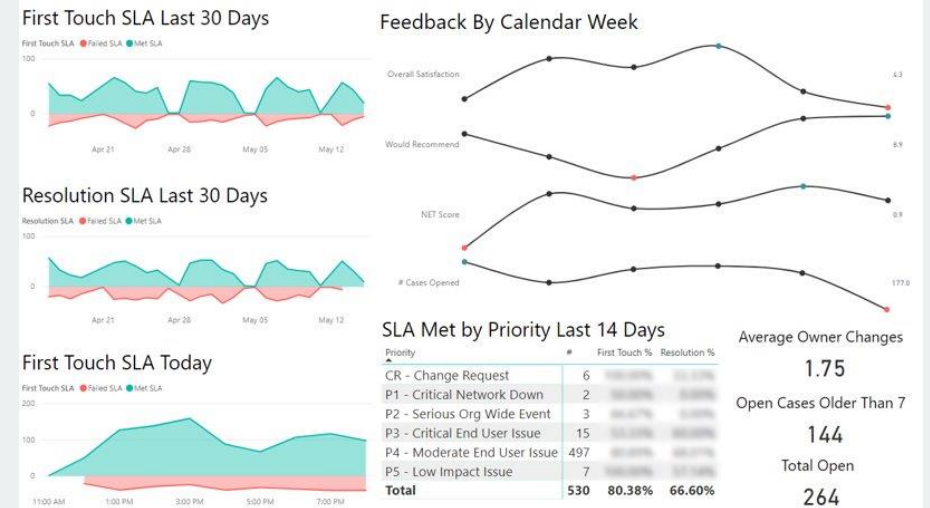 First Touch SLA Last 30 Days
First Touch SLA Failed SLA Met SLA
100
0
Apr 21 Apr 28 May 05 May 12
Resolution SLA Last 30 Days
Resolution SLA Failed SLA Met SLA
100
0
Apr 21 Apr 28 May 05 May 12
First Touch SLA Today
First Touch SLA Failed SLA Met SLA
200
100
0
11:00 AM 1:00 PM 3:00 PM 5:00 PM 7:00 PM
Feedback By Calendar Week
Overall Satisfaction 4.3
Would Recommend 8.9
NET Score 0.9
# Cases Opened 177.0
SLA Met by Priority Last 14 Days
Priority # First Touch % Resolution %
CR - Change Request 6
P1 - Critical Network Down 2
P2 - Serious Org Wide Event 3
P3 - Critical End User Issue 15
P4 - Moderate End User Issue 497
P5 - Low Impact Issue 7
Total 530 80.38% 66.60%
Average Owner Changes
1.75
Open Cases Older Than 7
144
Total Open
264